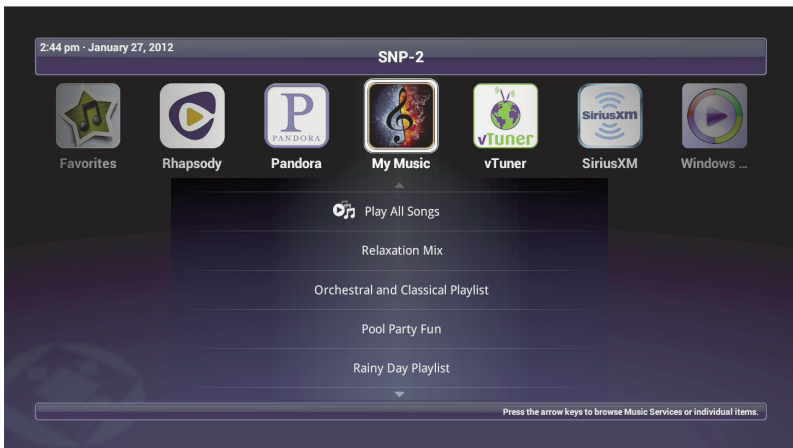 2:44 pm · January 27, 2012
SNP-2
PANDORA
vTuner
SiriusXM
Favorites
Rhapsody
Pandora
My Music
vTuner
SiriusXM
Windows ...
Play All Songs
Relaxation Mix
Orchestral and Classical Playlist
Pool Party Fun
Rainy Day Playlist
Press the arrow keys to browse Music Services or individual items.